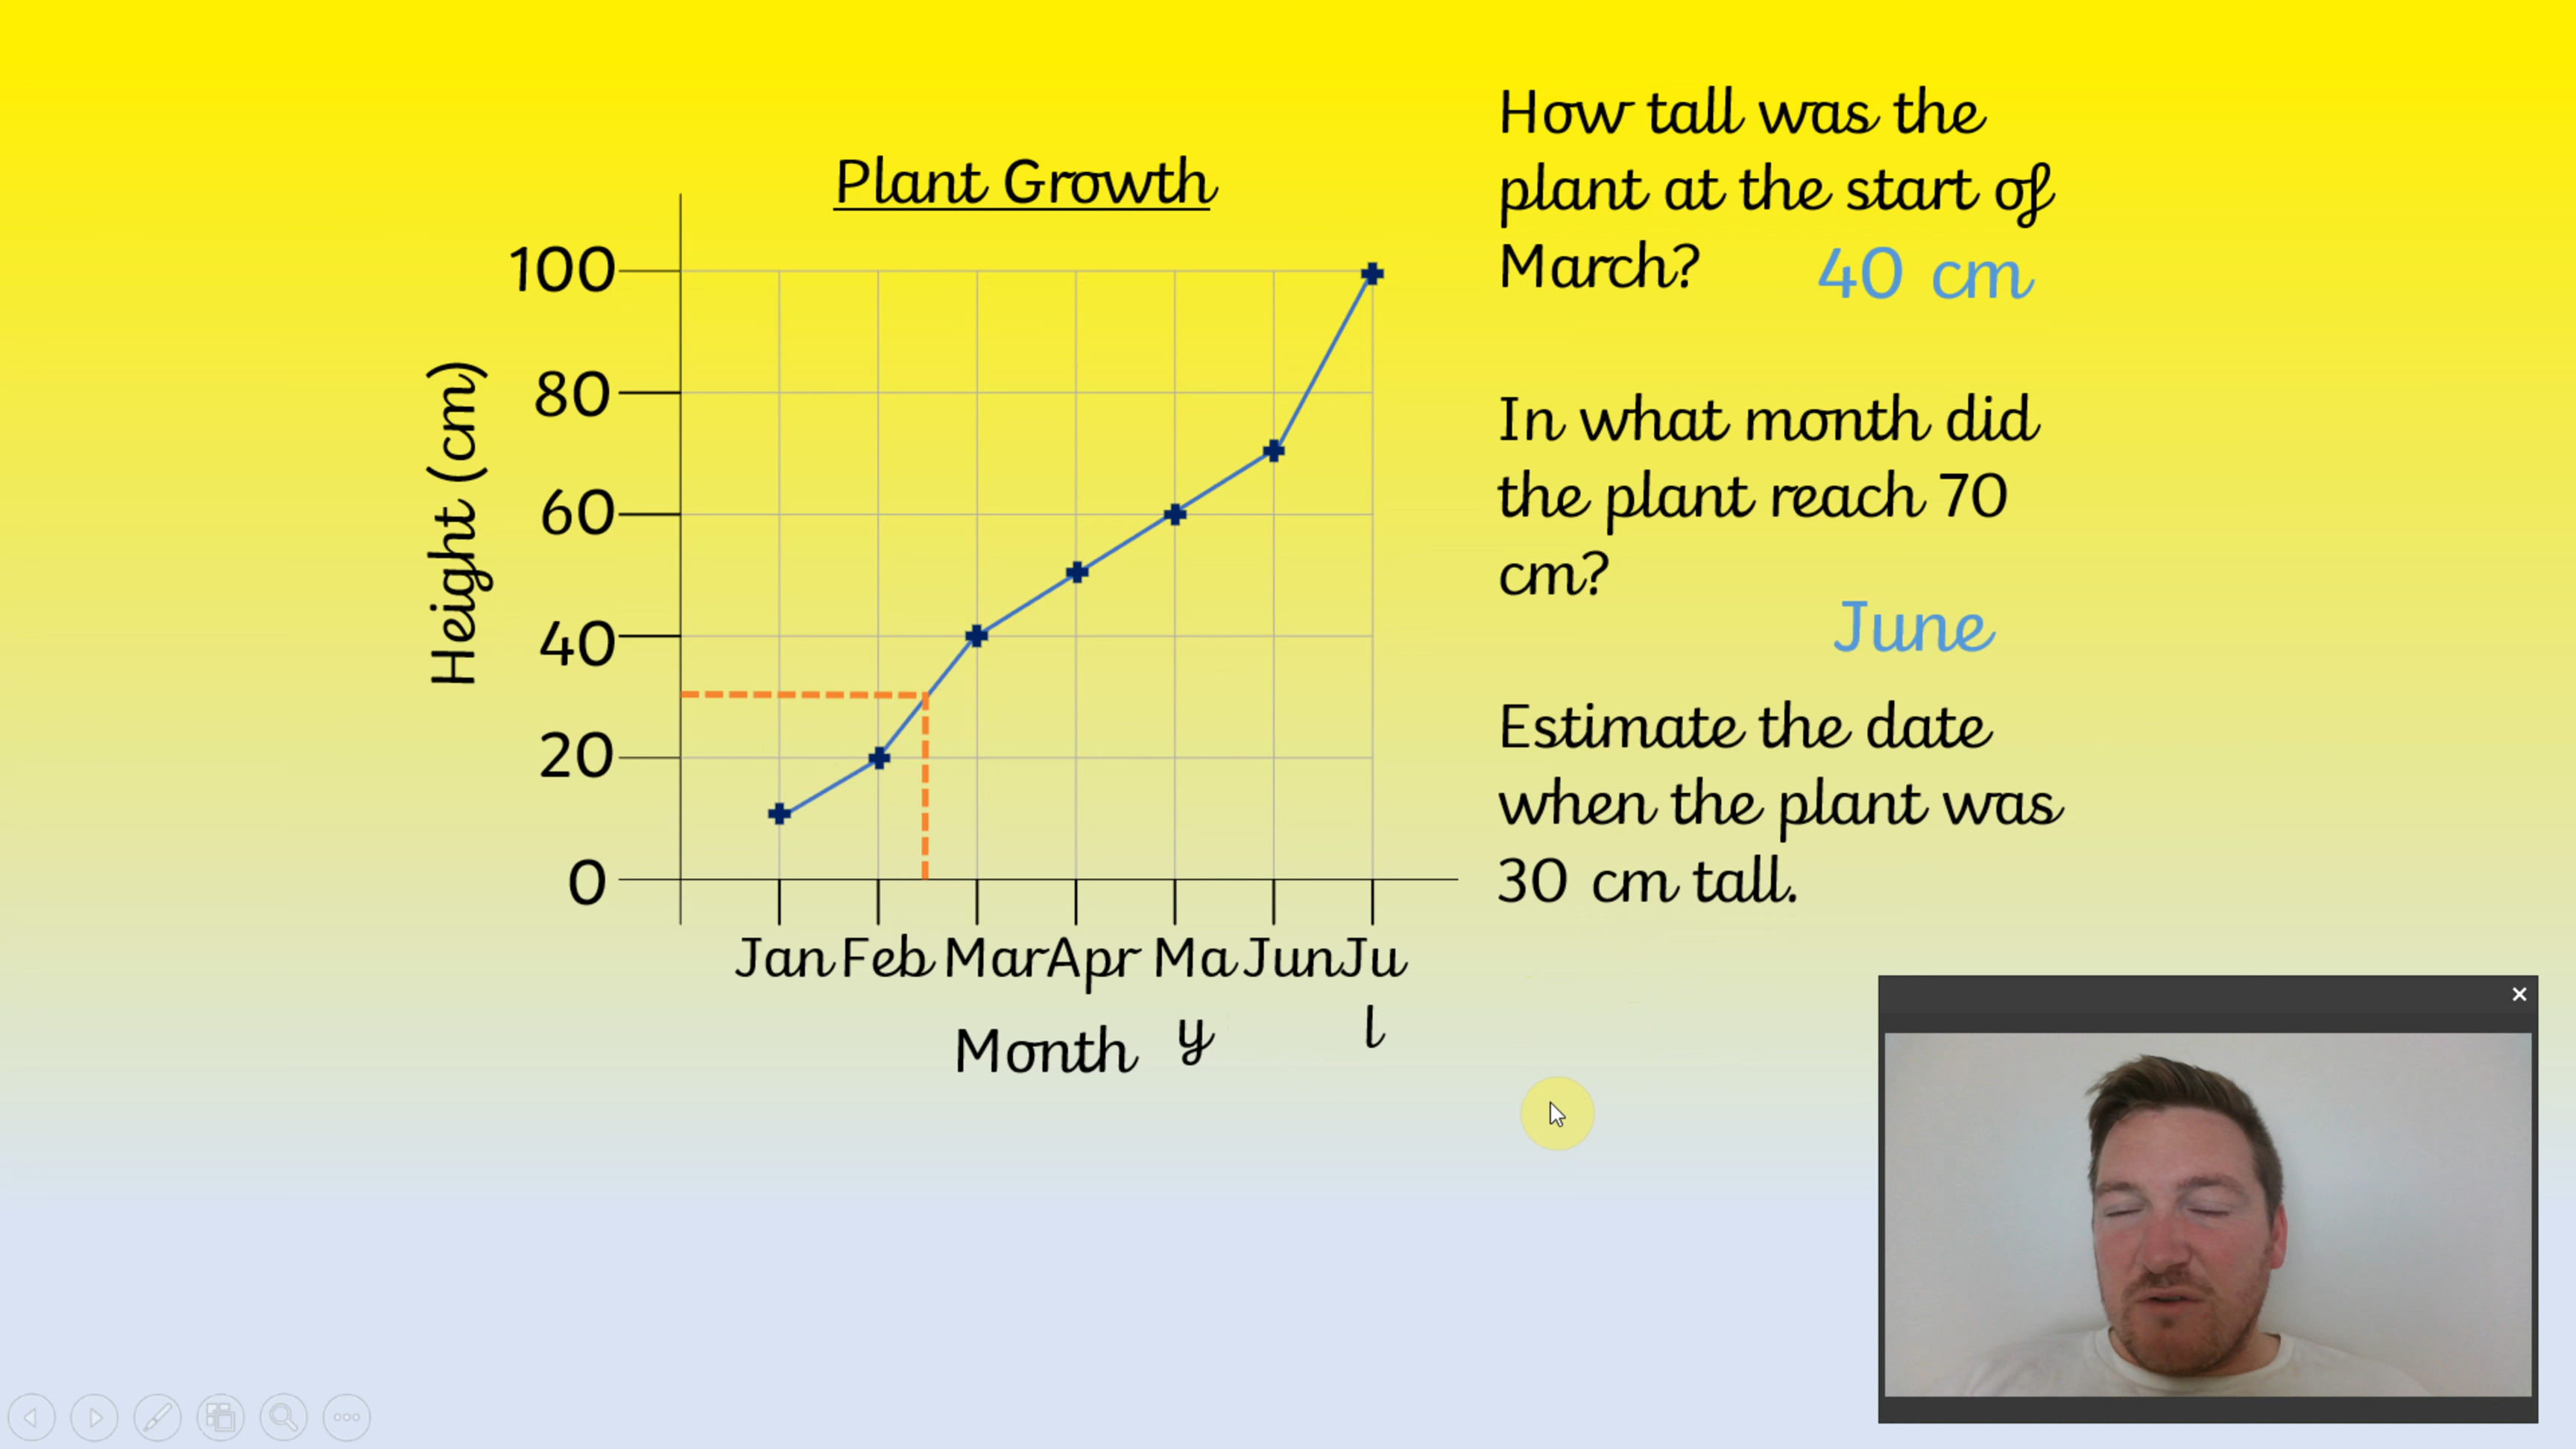 Plant Growth
100
80
60
40
20
0
Height (cm)
Jan Feb Mar Apr Ma Jun Ju
y l
Month
How tall was the
plant at the start of
March? 40 cm
In what month did
the plant reach 70
cm?
June
Estimate the date
when the plant was
30 cm tall.